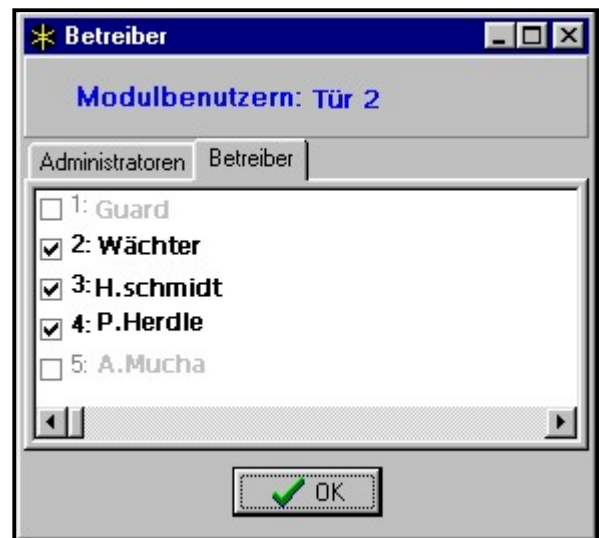 Betreiber
Modulbenutzern: Tür 2
Administratoren Betreiber
1: Guard
2: Wächter
3: H.schmidt
4: P.Herdle
5: A.Mucha
OK